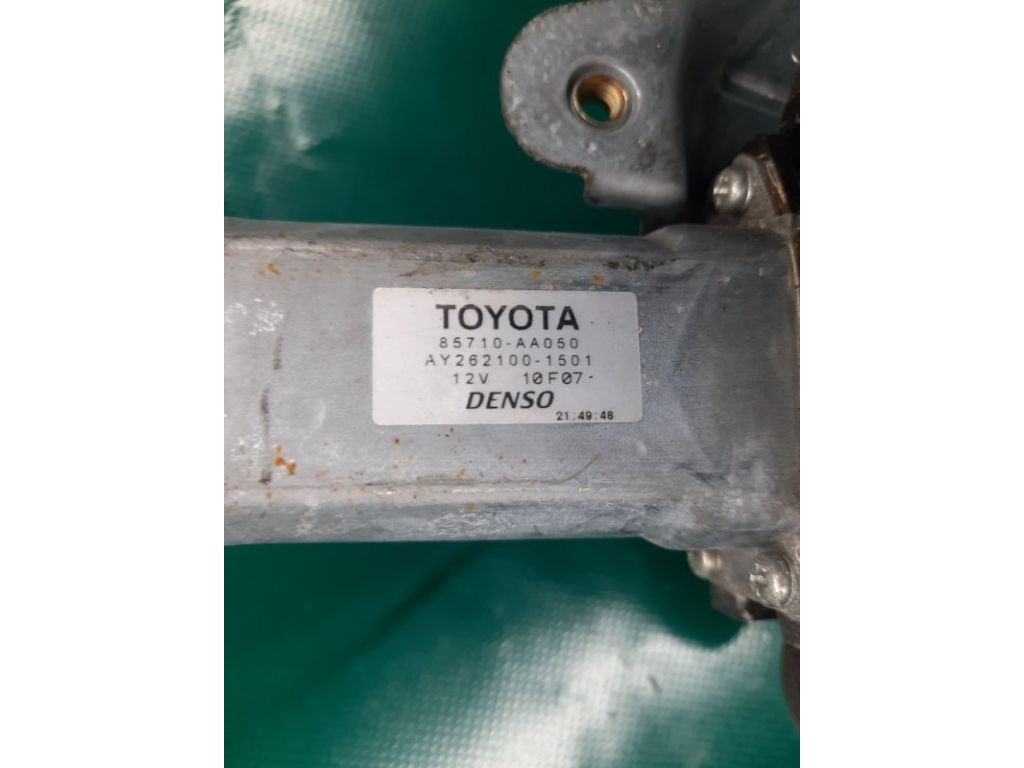 TOYOTA
85710-AA050
AY262100-1501
12V 10F07-
DENSO
21:49:48